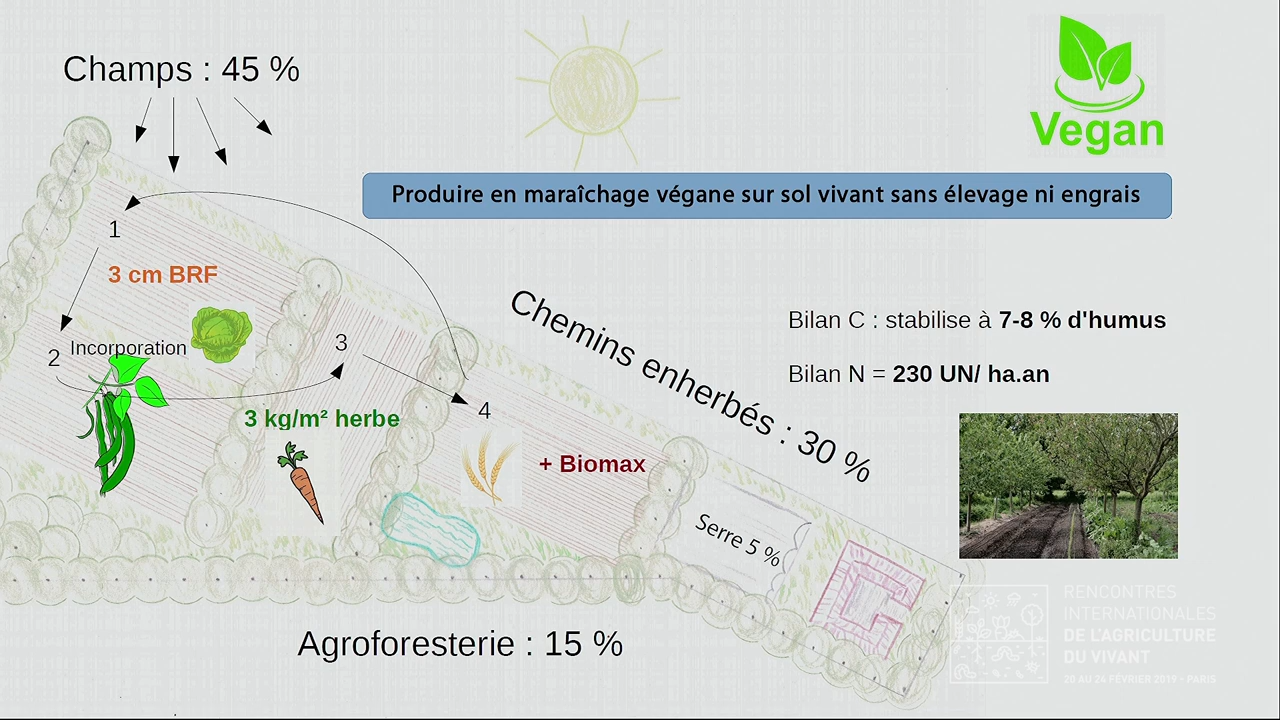 Champs : 45 %
Vegan
Produire en maraîchage végane sur sol vivant sans élevage ni engrais
1
3 cm BRF
2
Incorporation
3
3 kg/m² herbe
4
+ Biomax
Chemins enherbés : 30 %
Bilan C : stabilise à 7-8 % d'humus
Bilan N = 230 UN/ ha.an
Serre 5 %
Agroforesterie : 15 %
RENCONTRES
INTERNATIONALES
DE L'AGRICULTURE
DU VIVANT
20 AU 24 FÉVRIER 2019 - PARIS